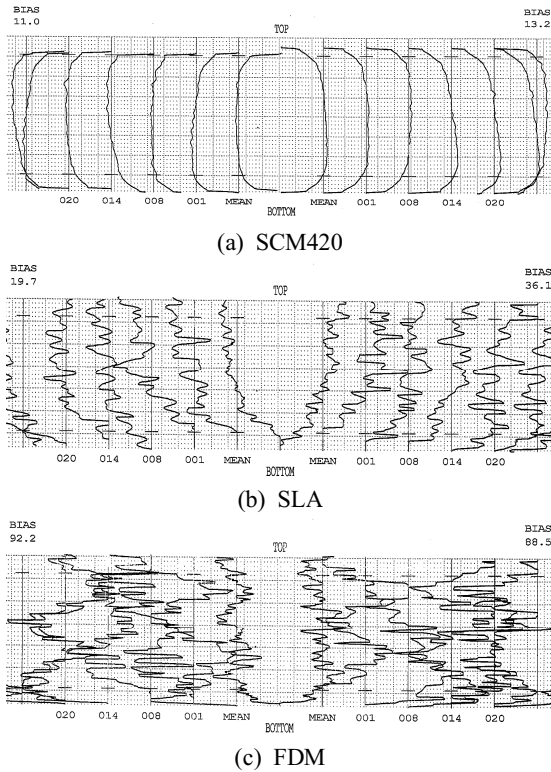 BIAS BIAS
11.0 TOP 13.2
020 014 008 001 MEAN MEAN 001 008 014 020
BOTTOM
(a) SCM420
BIAS BIAS
19.7 TOP 36.1
020 014 008 001 MEAN MEAN 001 008 014 020
BOTTOM
(b) SLA
BIAS BIAS
92.2 TOP 88.5
020 014 008 001 MEAN MEAN 001 008 014 020
BOTTOM
(c) FDM